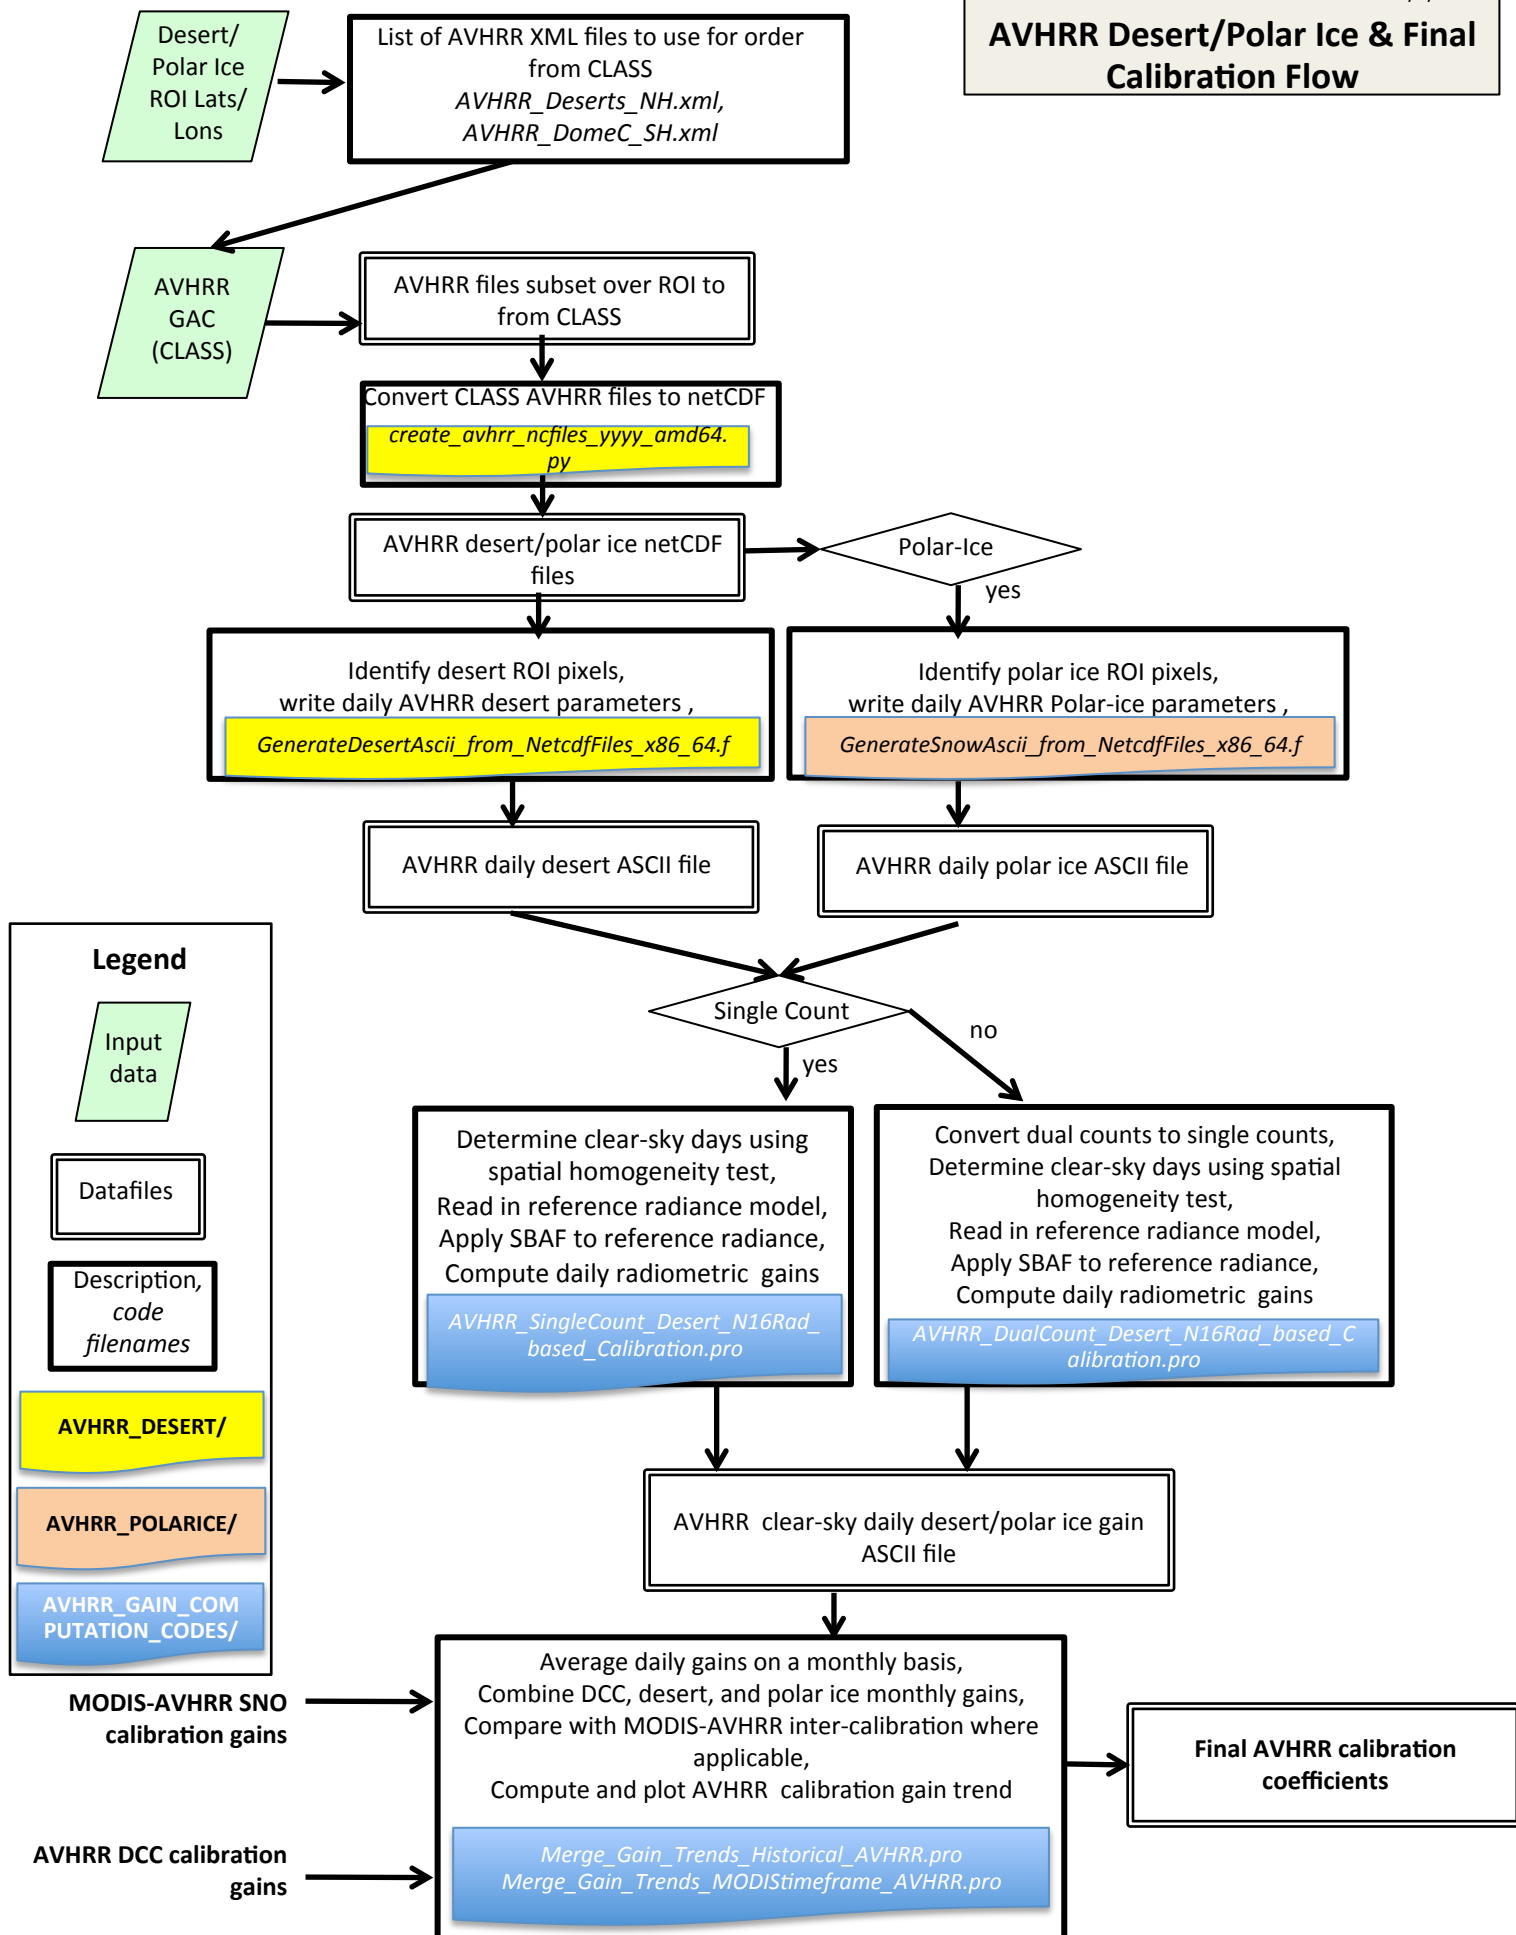 AVHRR Desert/Polar Ice & Final
Calibration Flow
Desert/
Polar Ice
ROI Lats/
Lons
List of AVHRR XML files to use for order
from CLASS
AVHRR_Deserts_NH.xml,
AVHRR_DomeC_SH.xml
AVHRR
GAC
(CLASS)
AVHRR files subset over ROI to
from CLASS
Convert CLASS AVHRR files to netCDF
create_avhrr_ncfiles_yyyy_amd64.
py
AVHRR desert/polar ice netCDF
files
Polar-Ice
yes
Identify desert ROI pixels,
write daily AVHRR desert parameters ,
GenerateDesertAscii_from_NetcdfFiles_x86_64.f
Identify polar ice ROI pixels,
write daily AVHRR Polar-ice parameters ,
GenerateSnowAscii_from_NetcdfFiles_x86_64.f
AVHRR daily desert ASCII file
AVHRR daily polar ice ASCII file
Single Count
no
yes
Determine clear-sky days using
spatial homogeneity test,
Read in reference radiance model,
Apply SBAF to reference radiance,
Compute daily radiometric gains
AVHRR_SingleCount_Desert_N16Rad_
based_Calibration.pro
Convert dual counts to single counts,
Determine clear-sky days using spatial
homogeneity test,
Read in reference radiance model,
Apply SBAF to reference radiance,
Compute daily radiometric gains
AVHRR_DualCount_Desert_N16Rad_based_C
alibration.pro
Legend
Input
data
Datafiles
Description,
code
filenames
AVHRR_DESERT/
AVHRR_POLARICE/
AVHRR_GAIN_COM
PUTATION_CODES/
AVHRR clear-sky daily desert/polar ice gain
ASCII file
MODIS-AVHRR SNO
calibration gains
AVHRR DCC calibration
gains
Average daily gains on a monthly basis,
Combine DCC, desert, and polar ice monthly gains,
Compare with MODIS-AVHRR inter-calibration where
applicable,
Compute and plot AVHRR calibration gain trend
Merge_Gain_Trends_Historical_AVHRR.pro
Merge_Gain_Trends_MODIStimeframe_AVHRR.pro
Final AVHRR calibration
coefficients